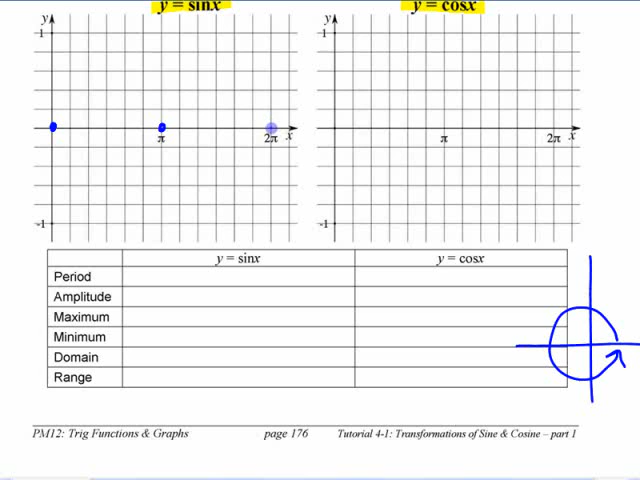 y = sinx y = cosx
y y
1 1
π 2π x π 2π x
-1 -1
y = sinx y = cosx
Period
Amplitude
Maximum
Minimum
Domain
Range
PM12: Trig Functions & Graphs page 176 Tutorial 4-1: Transformations of Sine & Cosine – part 1